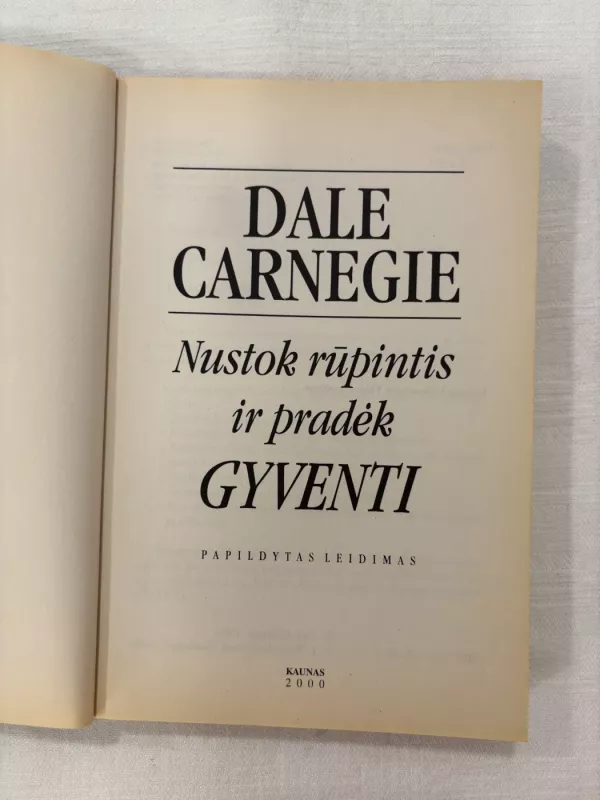 DALE
CARNEGIE
Nustok rūpintis
ir pradėk
GYVENTI
PAPILDYTAS LEIDIMAS
KAUNAS
2000